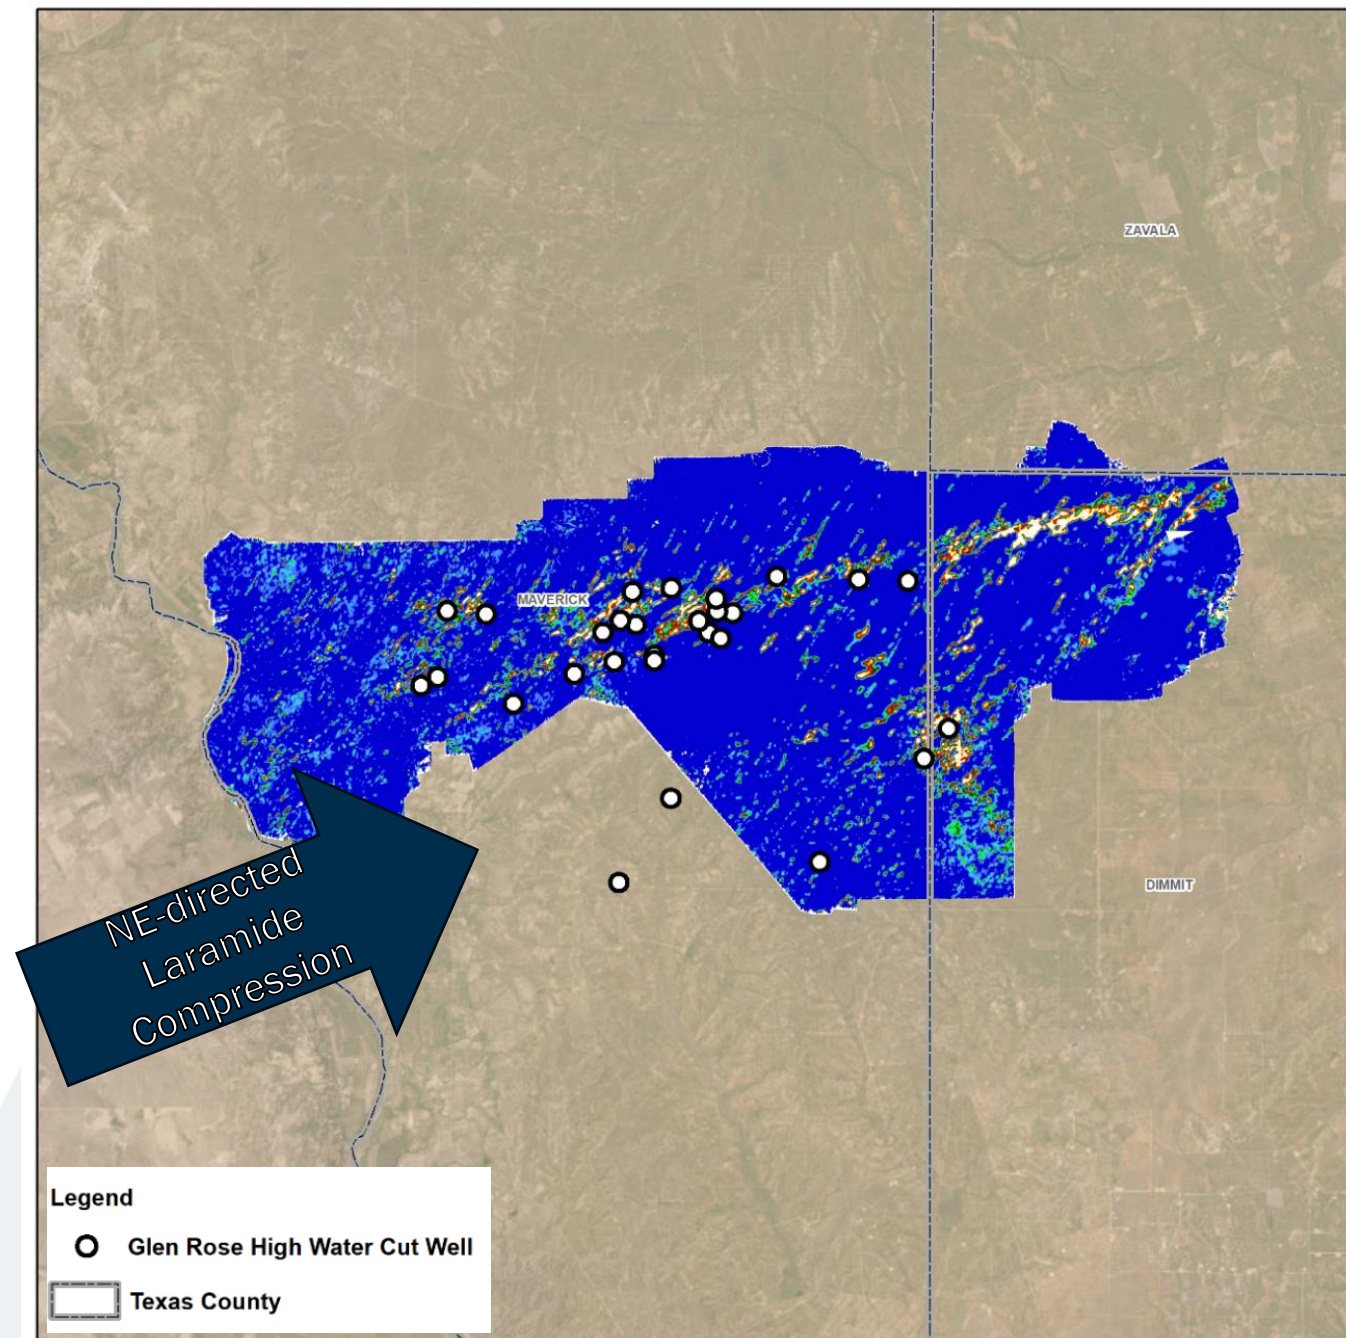 ZAVALA
MAVERICK
DIMMIT
NE-directed
Laramide
Compression
Legend
Glen Rose High Water Cut Well
Texas County